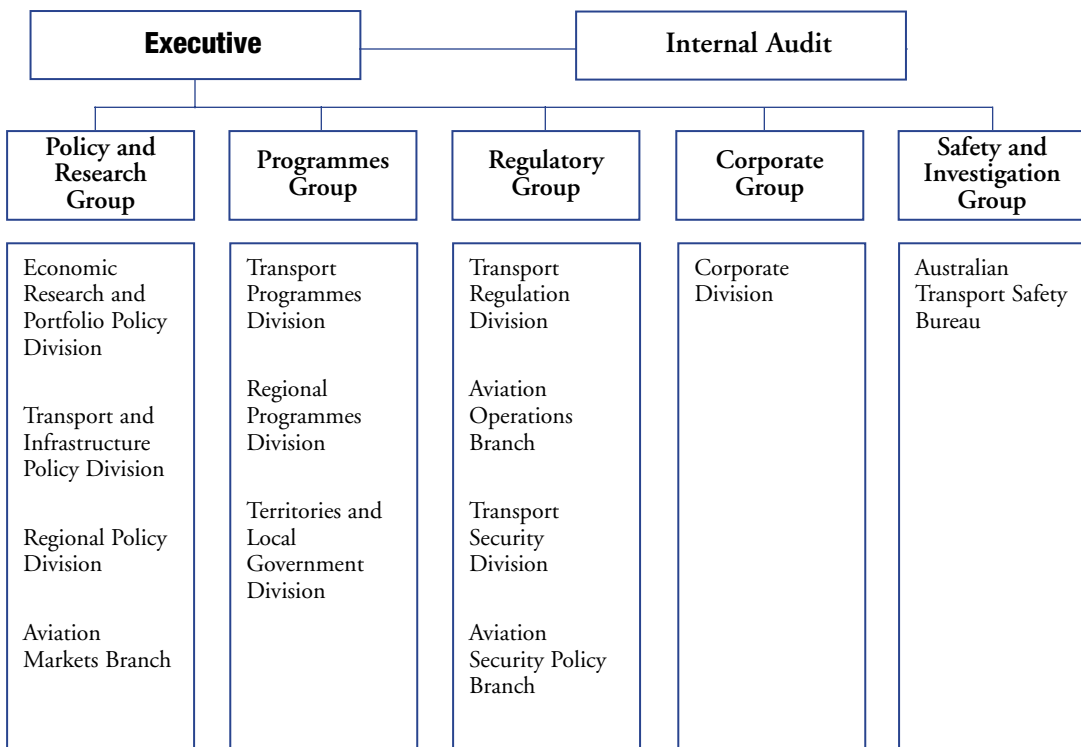 Executive
Internal Audit
Policy and
Research
Group
Programmes
Group
Regulatory
Group
Corporate
Group
Safety and
Investigation
Group
Economic
Research and
Portfolio Policy
Division
Transport and
Infrastructure
Policy Division
Regional Policy
Division
Aviation
Markets Branch
Transport
Programmes
Division
Regional
Programmes
Division
Territories and
Local
Government
Division
Transport
Regulation
Division
Aviation
Operations
Branch
Transport
Security
Division
Aviation
Security Policy
Branch
Corporate
Division
Australian
Transport Safety
Bureau